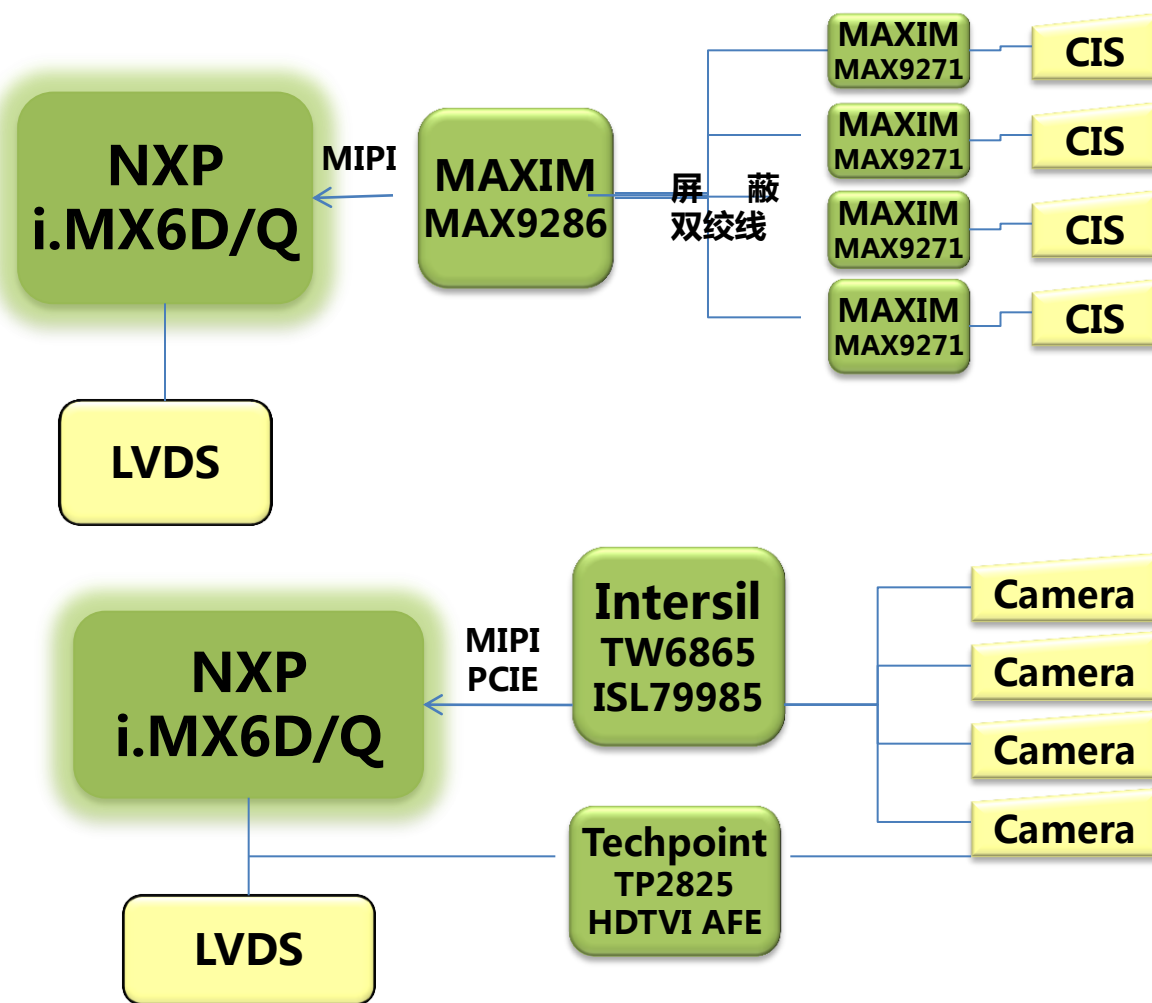 NXP
i.MX6D/Q
MIPI
MAXIM
MAX9286
屏 蔽
双绞线
MAXIM
MAX9271
CIS
MAXIM
MAX9271
CIS
MAXIM
MAX9271
CIS
MAXIM
MAX9271
CIS
LVDS
NXP
i.MX6D/Q
MIPI
PCIE
Intersil
TW6865
ISL79985
Camera
Camera
Camera
Camera
Techpoint
TP2825
HDTVI AFE
LVDS